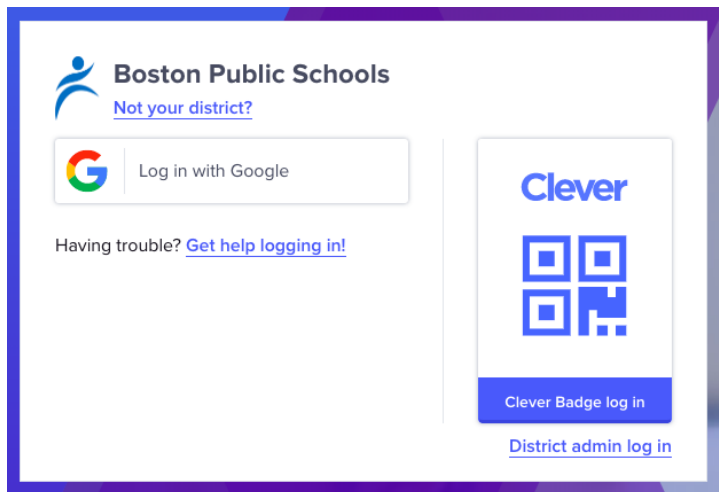 Boston Public Schools
Not your district?
Log in with Google
Having trouble? Get help logging in!
Clever
Clever Badge log in
District admin log in